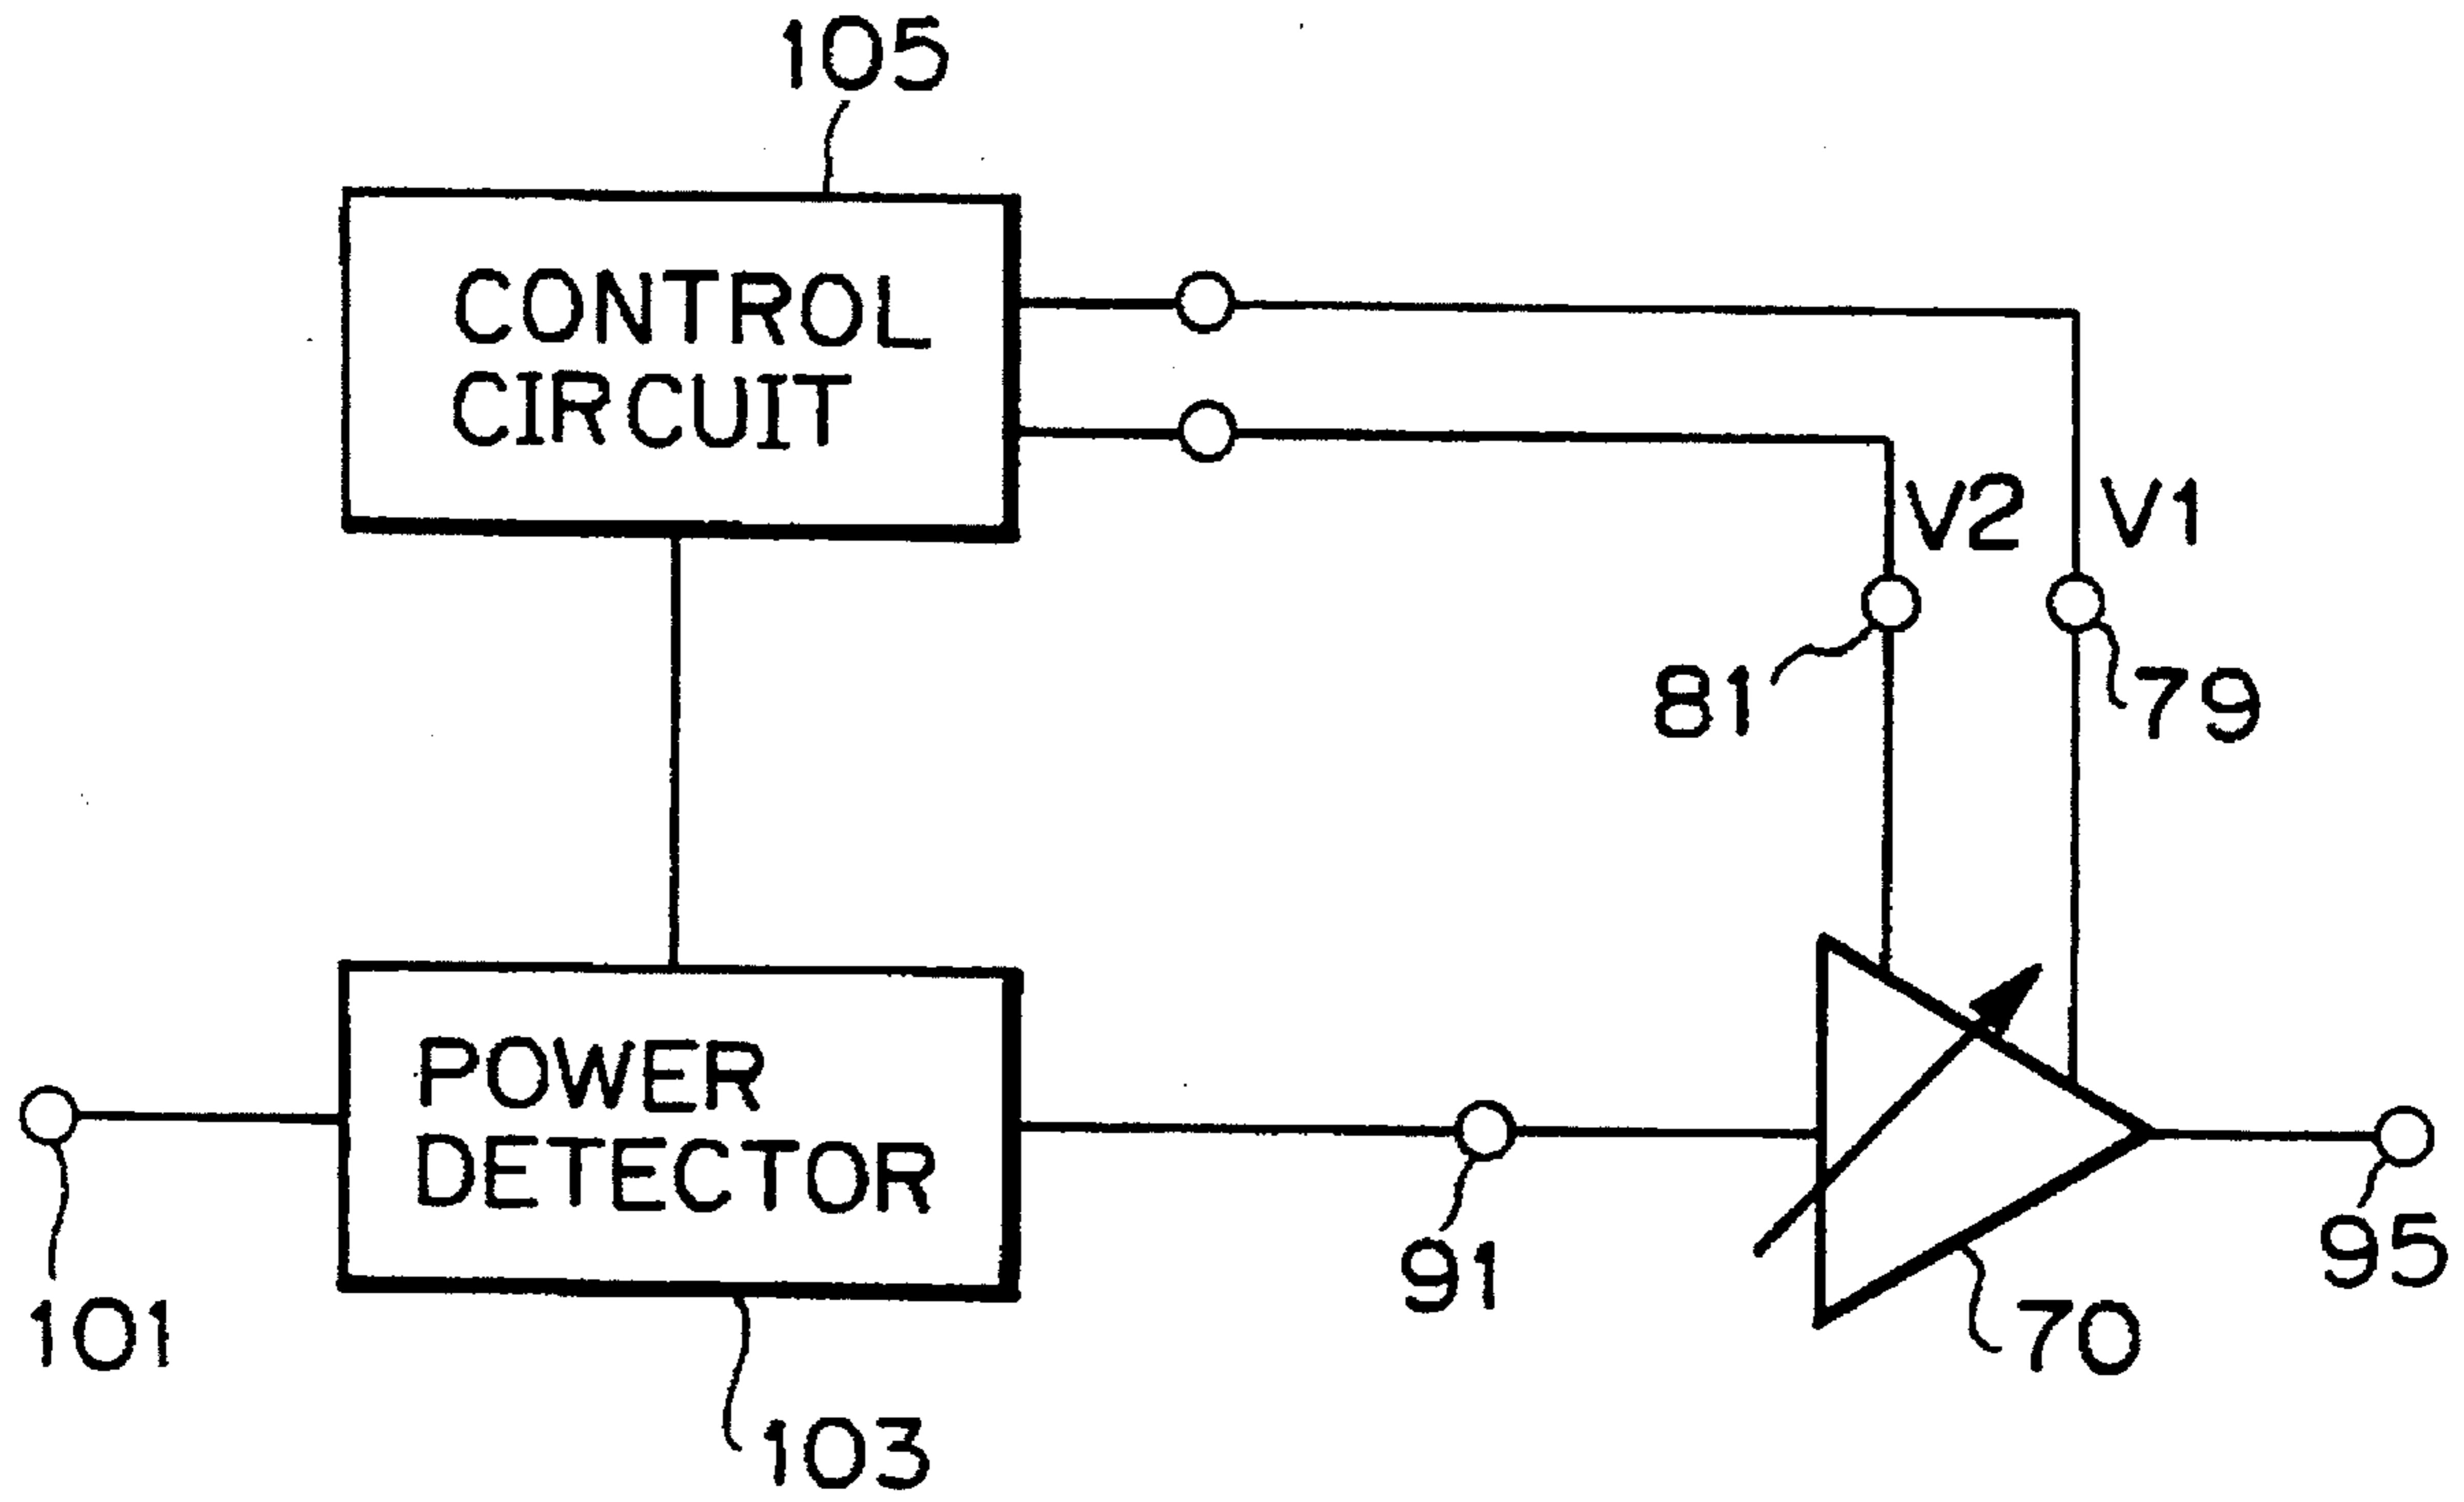 105
CONTROL
CIRCUIT
V2
V1
81
79
POWER
DETECTOR
101
91
95
70
103